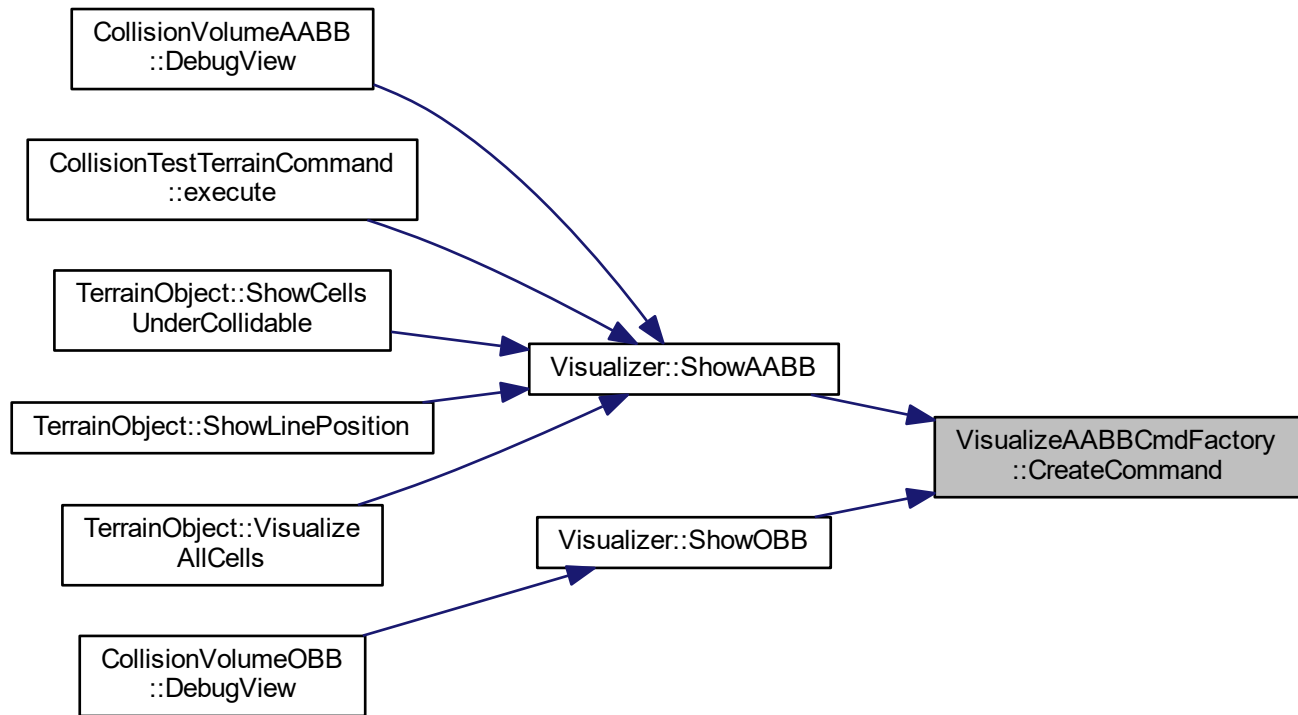 CollisionVolumeAABB
::DebugView
CollisionTestTerrainCommand
::execute
TerrainObject::ShowCells
UnderCollidable
TerrainObject::ShowLinePosition
TerrainObject::Visualize
AllCells
CollisionVolumeOBB
::DebugView
Visualizer::ShowAABB
Visualizer::ShowOBB
VisualizeAABBCmdFactory
::CreateCommand